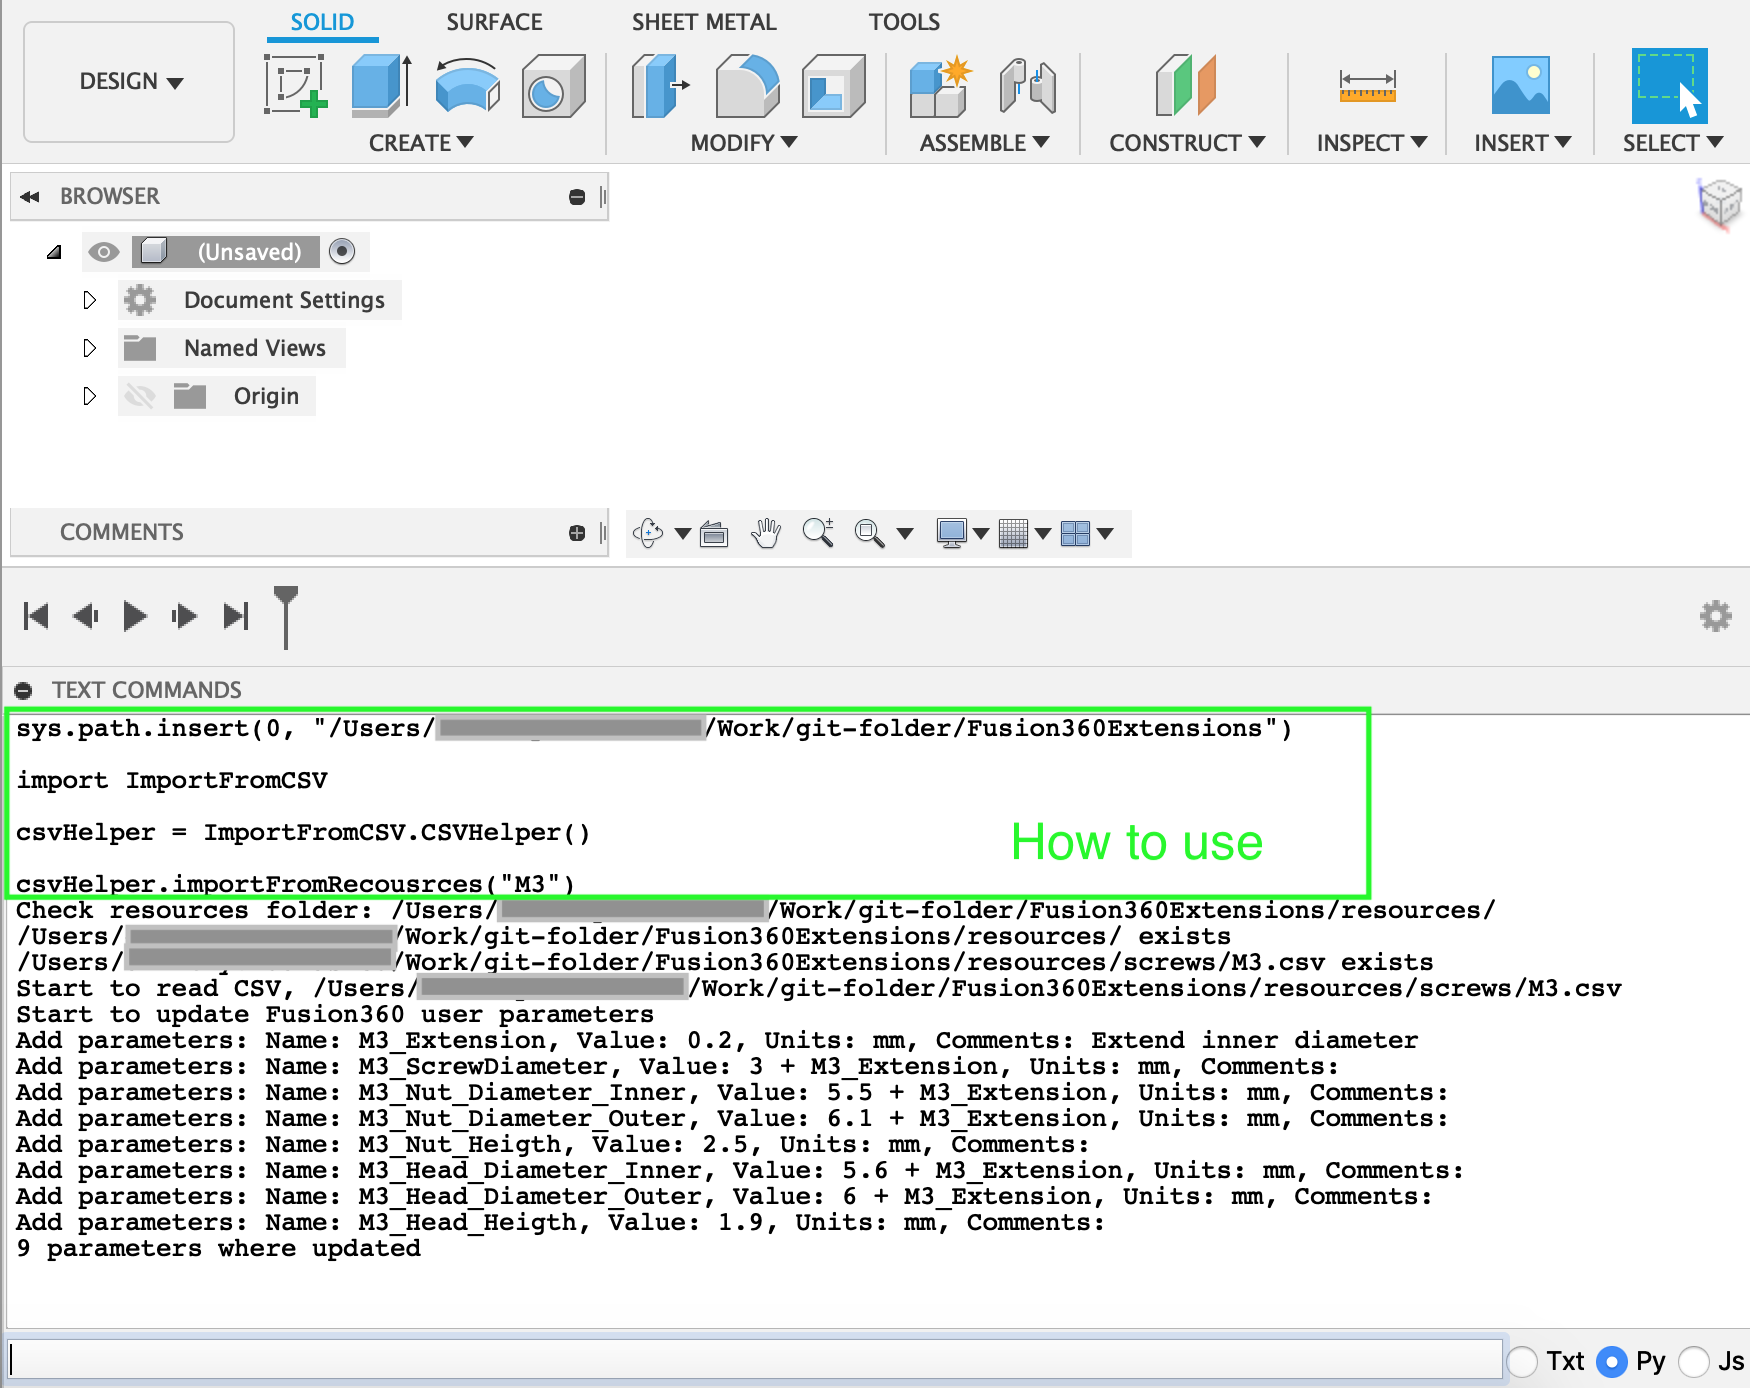 SOLID SURFACE SHEET METAL TOOLS
DESIGN
CREATE MODIFY ASSEMBLE CONSTRUCT INSPECT INSERT SELECT
BROWSER
(Unsaved)
Document Settings
Named Views
Origin
COMMENTS
TEXT COMMANDS
sys.path.insert(0, "/Users/ /Work/git-folder/Fusion360Extensions")
import ImportFromCSV
csvHelper = ImportFromCSV.CSVHelper()
How to use
csvHelper.importFromRecousrces("M3")
Check resources folder: /Users/ /Work/git-folder/Fusion360Extensions/resources/
/Users/ /Work/git-folder/Fusion360Extensions/resources/ exists
/Users/ /Work/git-folder/Fusion360Extensions/resources/screws/M3.csv exists
Start to read CSV, /Users/ /Work/git-folder/Fusion360Extensions/resources/screws/M3.csv
Start to update Fusion360 user parameters
Add parameters: Name: M3_Extension, Value: 0.2, Units: mm, Comments: Extend inner diameter
Add parameters: Name: M3_ScrewDiameter, Value: 3 + M3_Extension, Units: mm, Comments:
Add parameters: Name: M3_Nut_Diameter_Inner, Value: 5.5 + M3_Extension, Units: mm, Comments:
Add parameters: Name: M3_Nut_Diameter_Outer, Value: 6.1 + M3_Extension, Units: mm, Comments:
Add parameters: Name: M3_Nut_Heigth, Value: 2.5, Units: mm, Comments:
Add parameters: Name: M3_Head_Diameter_Inner, Value: 5.6 + M3_Extension, Units: mm, Comments:
Add parameters: Name: M3_Head_Diameter_Outer, Value: 6 + M3_Extension, Units: mm, Comments:
Add parameters: Name: M3_Head_Heigth, Value: 1.9, Units: mm, Comments:
9 parameters where updated
Txt Py Js